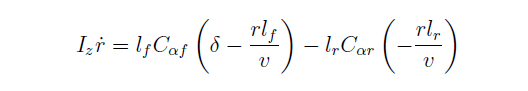 $I_z \dot{r} = l_f C_{\alpha f} \left( \delta - \frac{r l_f}{v} \right) - l_r C_{\alpha r} \left( -\frac{r l_r}{v} \right)$